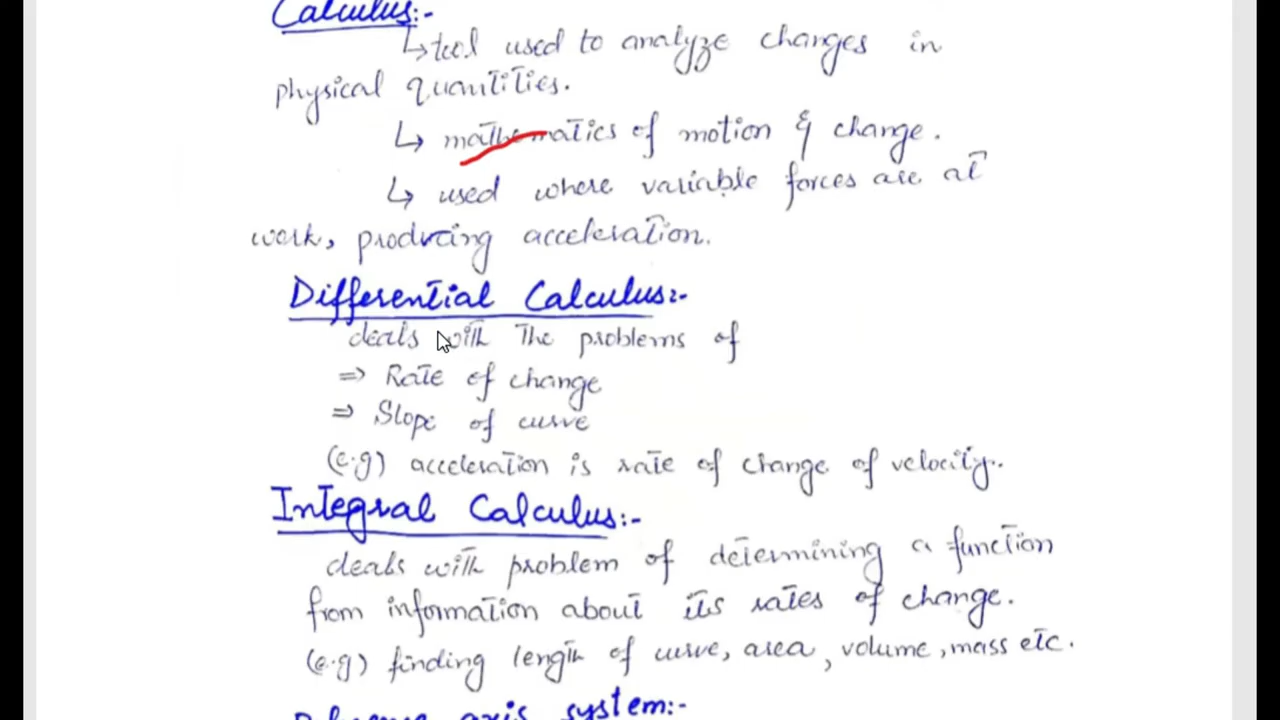 Calculus:-
↳ tool used to analyze changes in
physical quantities.
↳ mathematics of motion & change.
↳ used where variable forces are at
work, producing acceleration.
Differential Calculus:-
deals with the problems of
⇒ Rate of change
⇒ Slope of curve
(e.g) acceleration is rate of change of velocity.
Integral Calculus:-
deals with problem of determining a function
from information about its rates of change.
(e.g) finding length of curve, area, volume, mass etc.
axis system:-